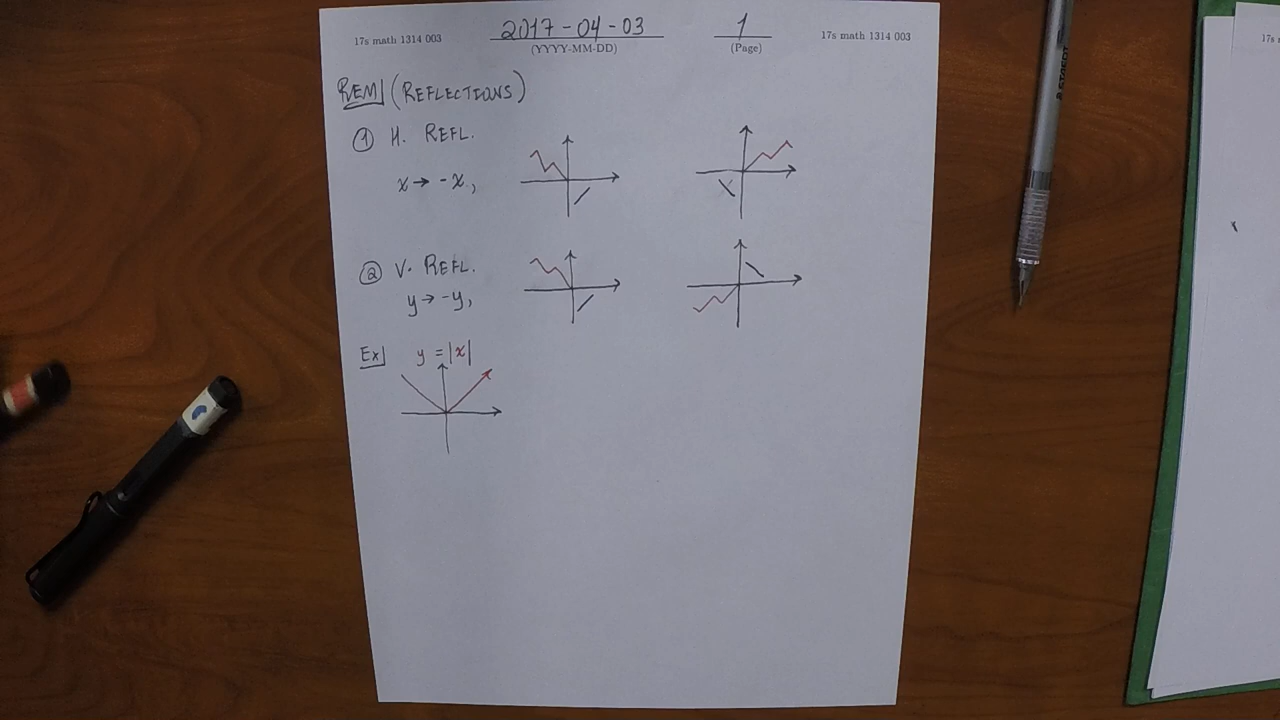 17s math 1314 003 2017-04-03 1 17s math 1314 003
(YYYY-MM-DD) (Page)
REM (REFLECTIONS)
① H. REFL.
x → -x,
② V. REFL.
y → -y,
Ex y = |x|